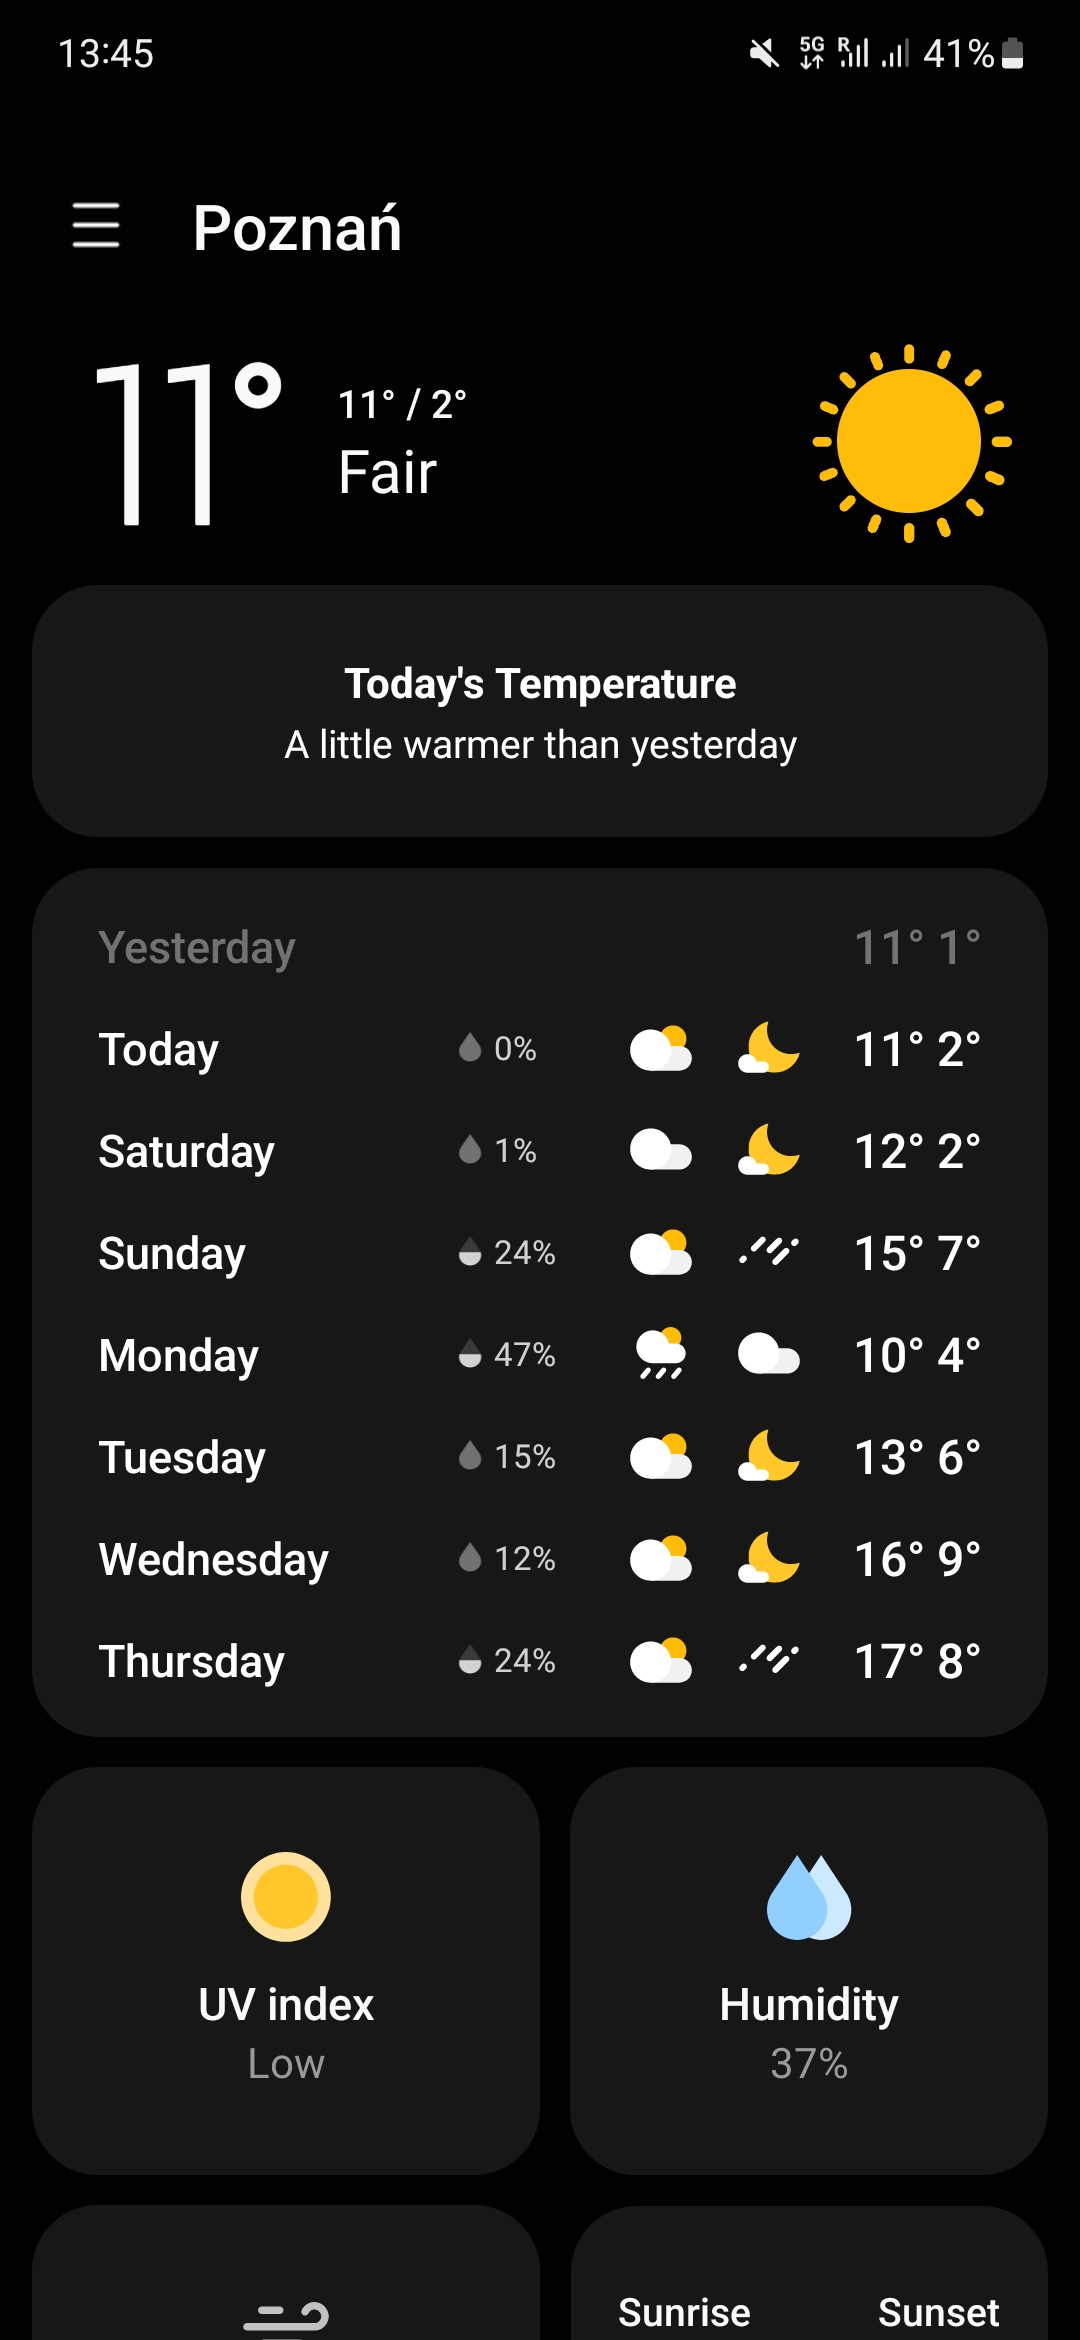 13:45 5G R 41%
Poznań
11° 11° / 2°
Fair
Today's Temperature
A little warmer than yesterday
Yesterday 11° 1°
Today 0% 11° 2°
Saturday 1% 12° 2°
Sunday 24% 15° 7°
Monday 47% 10° 4°
Tuesday 15% 13° 6°
Wednesday 12% 16° 9°
Thursday 24% 17° 8°
UV index
Low
Humidity
37%
Sunrise Sunset